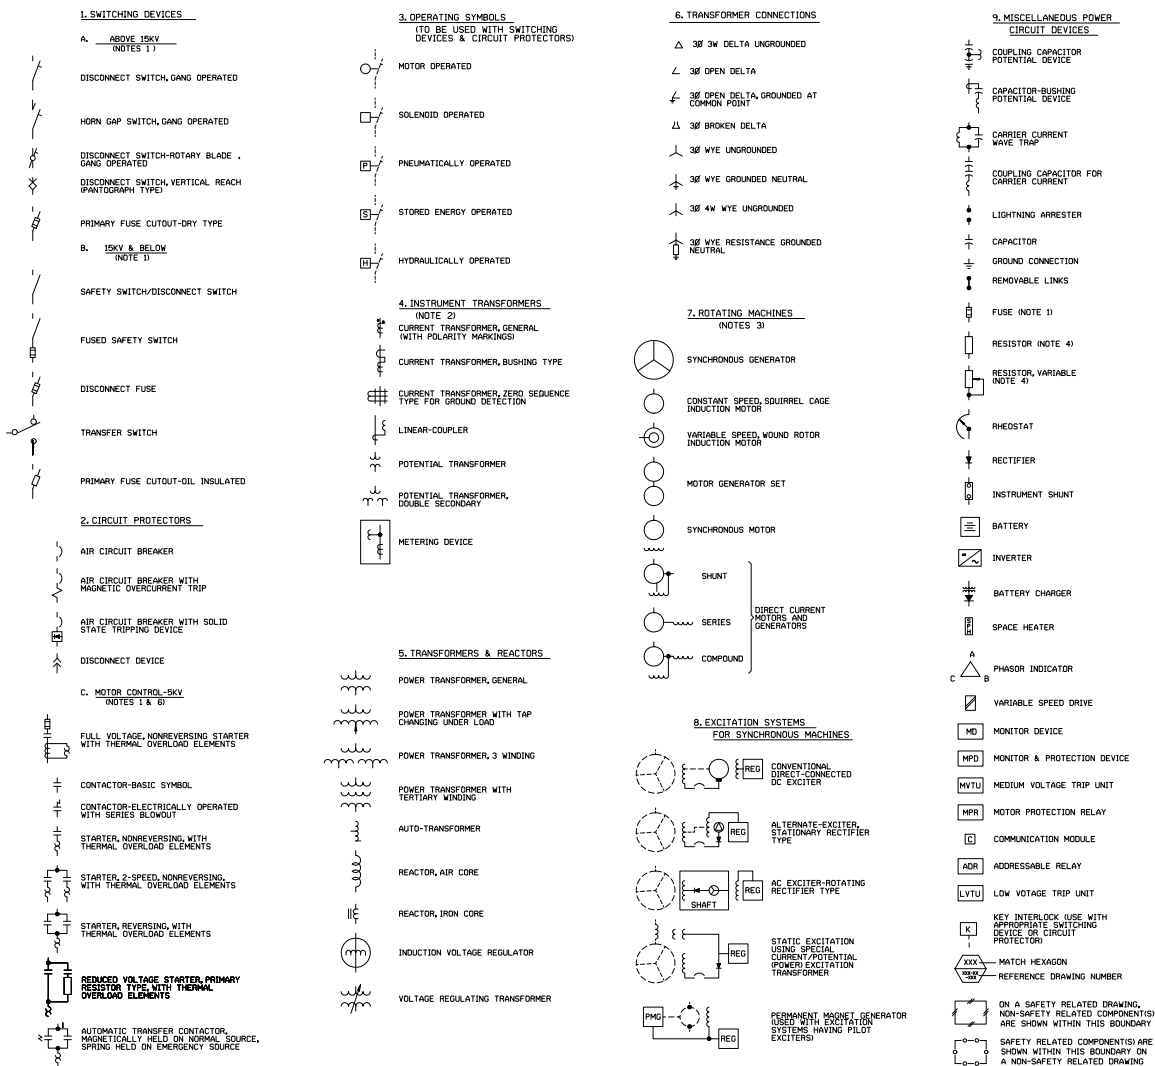 1. SWITCHING DEVICES
A. ABOVE 15KV
(NOTES 1 )
DISCONNECT SWITCH, GANG OPERATED
HORN GAP SWITCH, GANG OPERATED
DISCONNECT SWITCH-ROTARY BLADE ,
GANG OPERATED
DISCONNECT SWITCH, VERTICAL REACH
(PANTOGRAPH TYPE)
PRIMARY FUSE CUTOUT-DRY TYPE
B. 15KV & BELOW
(NOTE 1)
SAFETY SWITCH/DISCONNECT SWITCH
FUSED SAFETY SWITCH
DISCONNECT FUSE
TRANSFER SWITCH
PRIMARY FUSE CUTOUT-OIL INSULATED
2. CIRCUIT PROTECTORS
AIR CIRCUIT BREAKER
AIR CIRCUIT BREAKER WITH
MAGNETIC OVERCURRENT TRIP
AIR CIRCUIT BREAKER WITH SOLID
STATE TRIPPING DEVICE
DISCONNECT DEVICE
C. MOTOR CONTROL-5KV
(NOTES 1 & 6)
FULL VOLTAGE, NONREVERSING STARTER
WITH THERMAL OVERLOAD ELEMENTS
CONTACTOR-BASIC SYMBOL
CONTACTOR-ELECTRICALLY OPERATED
WITH SERIES BLOWOUT
STARTER, NONREVERSING, WITH
THERMAL OVERLOAD ELEMENTS
STARTER, 2-SPEED, NONREVERSING,
WITH THERMAL OVERLOAD ELEMENTS
STARTER, REVERSING, WITH
THERMAL OVERLOAD ELEMENTS
REDUCED VOLTAGE STARTER, PRIMARY
RESISTOR TYPE, WITH THERMAL
OVERLOAD ELEMENTS
AUTOMATIC TRANSFER CONTACTOR,
MAGNETICALLY HELD ON NORMAL SOURCE,
SPRING HELD ON EMERGENCY SOURCE
3. OPERATING SYMBOLS
(TO BE USED WITH SWITCHING
DEVICES & CIRCUIT PROTECTORS)
MOTOR OPERATED
SOLENOID OPERATED
P PNEUMATICALLY OPERATED
S STORED ENERGY OPERATED
H HYDRAULICALLY OPERATED
4. INSTRUMENT TRANSFORMERS
(NOTE 2)
CURRENT TRANSFORMER, GENERAL
(WITH POLARITY MARKINGS)
CURRENT TRANSFORMER, BUSHING TYPE
CURRENT TRANSFORMER, ZERO SEQUENCE
TYPE FOR GROUND DETECTION
LINEAR-COUPLER
POTENTIAL TRANSFORMER
POTENTIAL TRANSFORMER,
DOUBLE SECONDARY
METERING DEVICE
5. TRANSFORMERS & REACTORS
POWER TRANSFORMER, GENERAL
POWER TRANSFORMER WITH TAP
CHANGING UNDER LOAD
POWER TRANSFORMER, 3 WINDING
POWER TRANSFORMER WITH
TERTIARY WINDING
AUTO-TRANSFORMER
REACTOR, AIR CORE
REACTOR, IRON CORE
INDUCTION VOLTAGE REGULATOR
VOLTAGE REGULATING TRANSFORMER
6. TRANSFORMER CONNECTIONS
3Ø 3W DELTA UNGROUNDED
3Ø OPEN DELTA
3Ø OPEN DELTA, GROUNDED AT
COMMON POINT
3Ø BROKEN DELTA
3Ø WYE UNGROUNDED
3Ø WYE GROUNDED NEUTRAL
3Ø 4W WYE UNGROUNDED
3Ø WYE RESISTANCE GROUNDED
NEUTRAL
7. ROTATING MACHINES
(NOTES 3)
SYNCHRONOUS GENERATOR
CONSTANT SPEED, SQUIRREL CAGE
INDUCTION MOTOR
VARIABLE SPEED, WOUND ROTOR
INDUCTION MOTOR
MOTOR GENERATOR SET
SYNCHRONOUS MOTOR
SHUNT
SERIES
COMPOUND
DIRECT CURRENT
MOTORS AND
GENERATORS
8. EXCITATION SYSTEMS
FOR SYNCHRONOUS MACHINES
REG
CONVENTIONAL
DIRECT-CONNECTED
DC EXCITER
REG
ALTERNATE-EXCITER,
STATIONARY RECTIFIER
TYPE
SHAFT
REG
AC EXCITER-ROTATING
RECTIFIER TYPE
REG
STATIC EXCITATION
USING SPECIAL
CURRENT/POTENTIAL
(POWER) EXCITATION
TRANSFORMER
PMG
REG
PERMANENT MAGNET GENERATOR
(USED WITH EXCITATION
SYSTEMS HAVING PILOT
EXCITERS)
9. MISCELLANEOUS POWER
CIRCUIT DEVICES
COUPLING CAPACITOR
POTENTIAL DEVICE
CAPACITOR-BUSHING
POTENTIAL DEVICE
CARRIER CURRENT
WAVE TRAP
COUPLING CAPACITOR FOR
CARRIER CURRENT
LIGHTNING ARRESTER
CAPACITOR
GROUND CONNECTION
REMOVABLE LINKS
FUSE (NOTE 1)
RESISTOR (NOTE 4)
RESISTOR, VARIABLE
(NOTE 4)
RHEOSTAT
RECTIFIER
INSTRUMENT SHUNT
BATTERY
INVERTER
BATTERY CHARGER
SPH SPACE HEATER
A
C B
PHASOR INDICATOR
VARIABLE SPEED DRIVE
MD MONITOR DEVICE
MPD MONITOR & PROTECTION DEVICE
MVTU MEDIUM VOLTAGE TRIP UNIT
MPR MOTOR PROTECTION RELAY
C COMMUNICATION MODULE
ADR ADDRESSABLE RELAY
LVTU LOW VOTAGE TRIP UNIT
K
KEY INTERLOCK (USE WITH
APPROPRIATE SWITCHING
DEVICE OR CIRCUIT
PROTECTOR)
XXX MATCH HEXAGON
XXX-XX
-XXX
REFERENCE DRAWING NUMBER
ON A SAFETY RELATED DRAWING,
NON-SAFETY RELATED COMPONENT(S)
ARE SHOWN WITHIN THIS BOUNDARY
SAFETY RELATED COMPONENT(S) ARE
SHOWN WITHIN THIS BOUNDARY ON
A NON-SAFETY RELATED DRAWING